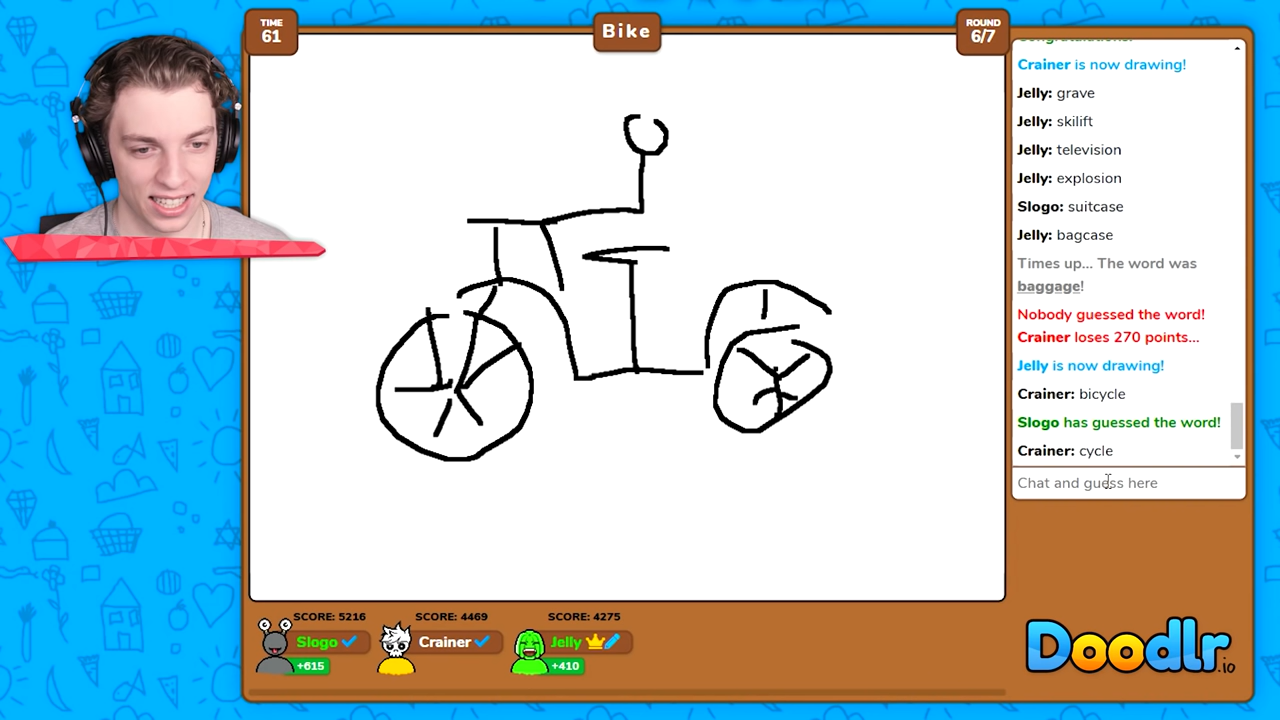 TIME
61
Bike
ROUND
6/7
Congratulations!
Crainer is now drawing!
Jelly: grave
Jelly: skilift
Jelly: television
Jelly: explosion
Slogo: suitcase
Jelly: bagcase
Times up... The word was
baggage!
Nobody guessed the word!
Crainer loses 270 points...
Jelly is now drawing!
Crainer: bicycle
Slogo has guessed the word!
Crainer: cycle
Chat and guess here
SCORE: 5216
Slogo
+615
SCORE: 4469
Crainer
SCORE: 4275
Jelly
+410
Doodlr.io